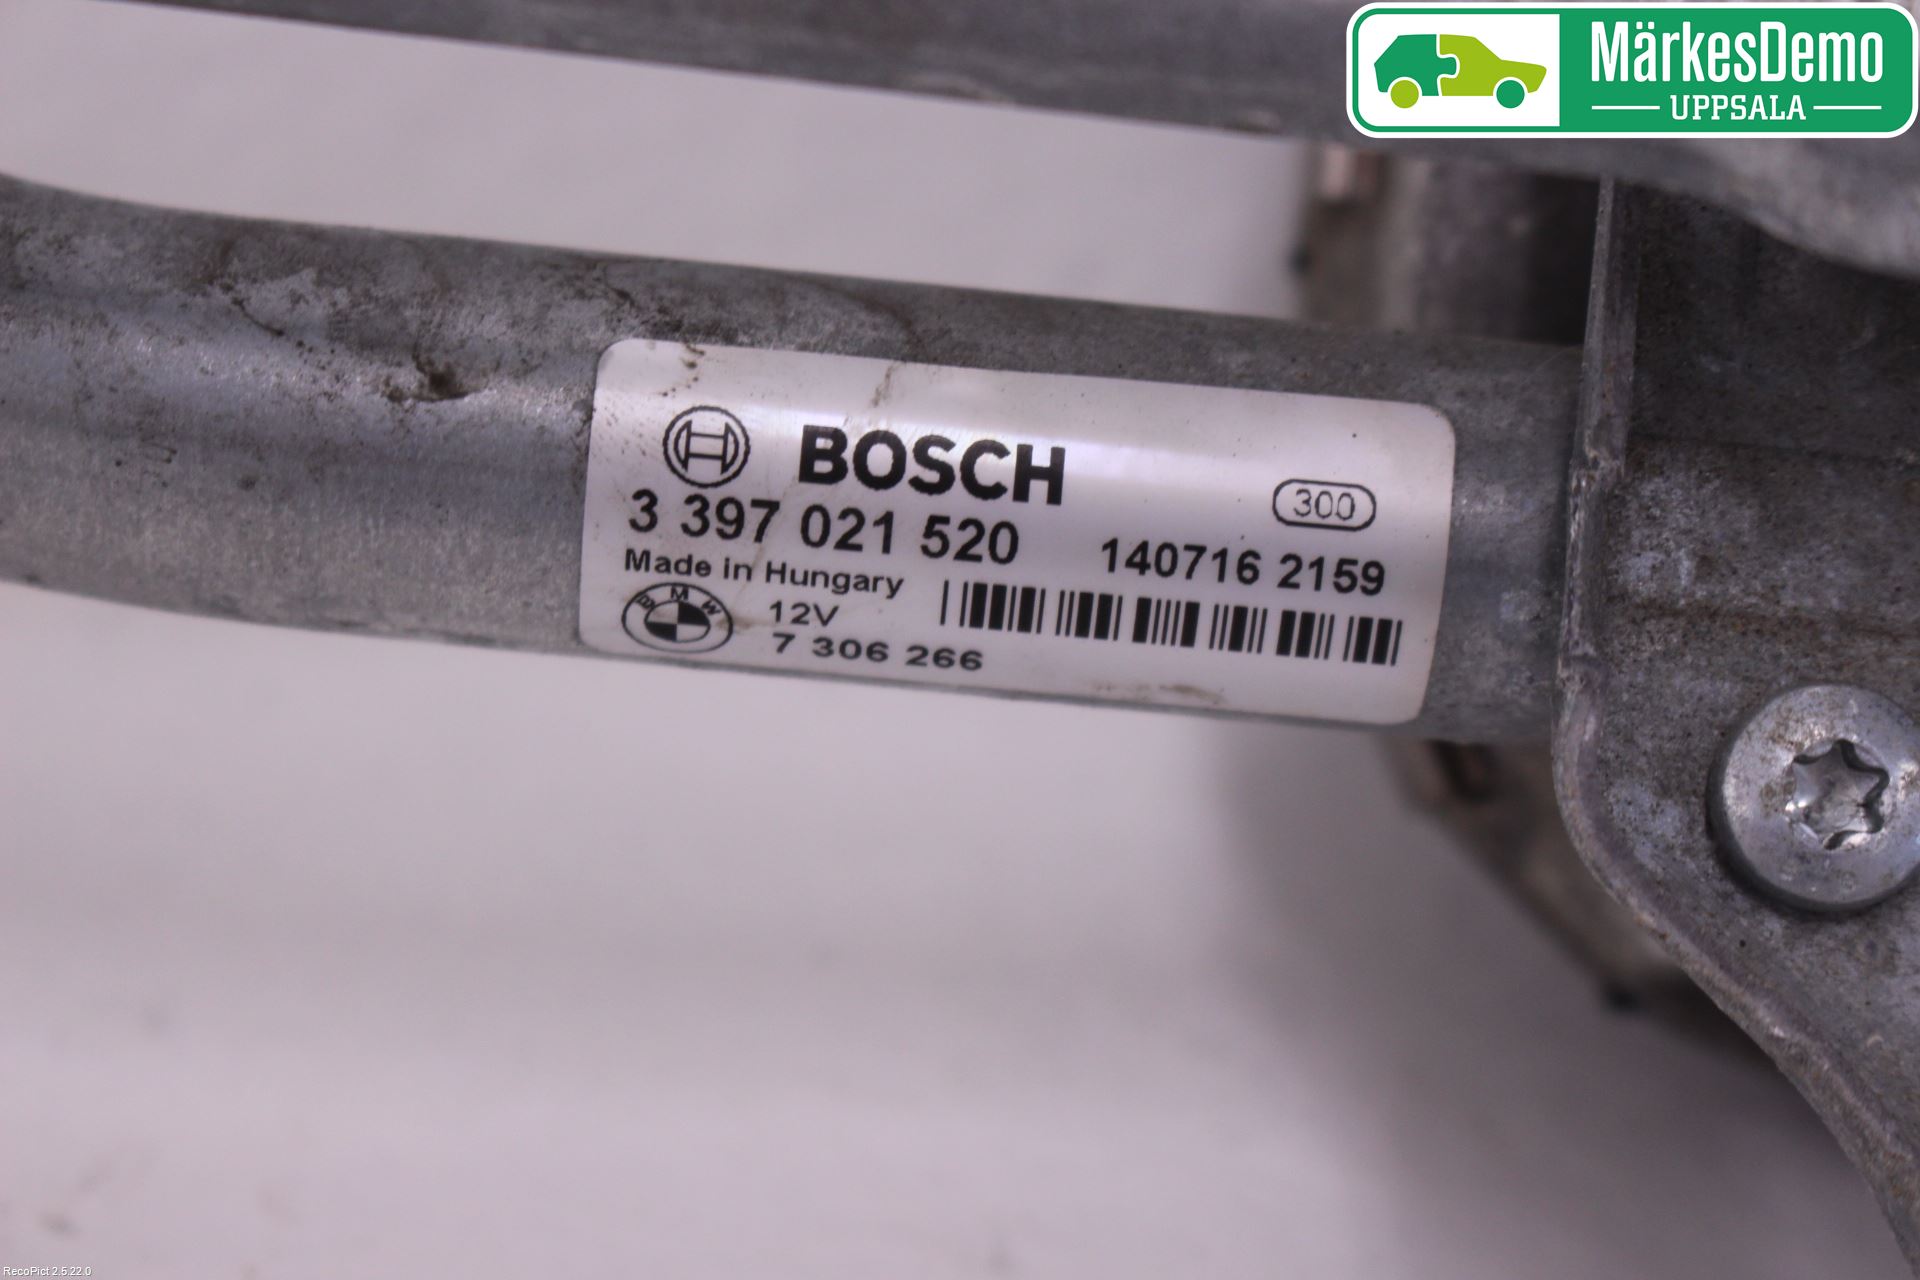 MärkesDemo
UPPSALA
BOSCH
300
3 397 021 520
140716 2159
Made in Hungary
BMW
12V
7 306 266
RecoPict 2.5.22.0